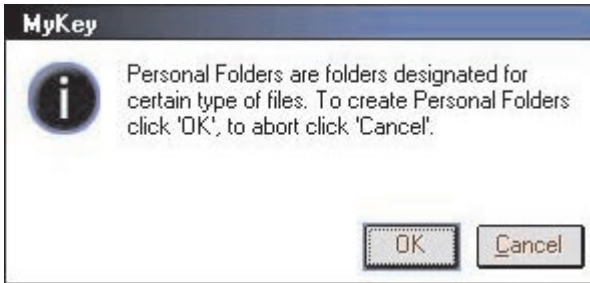 MyKey
Personal Folders are folders designated for
certain type of files. To create Personal Folders
click 'OK', to abort click 'Cancel'.
OK
Cancel